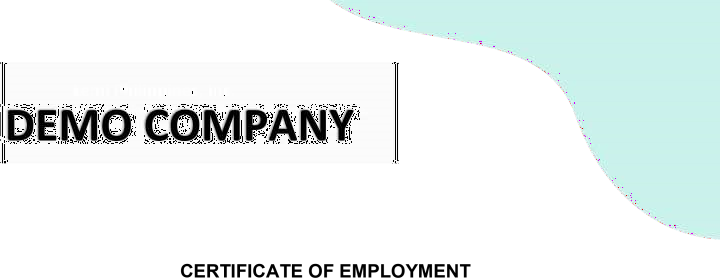 DEMO COMPANY
CERTIFICATE OF EMPLOYMENT